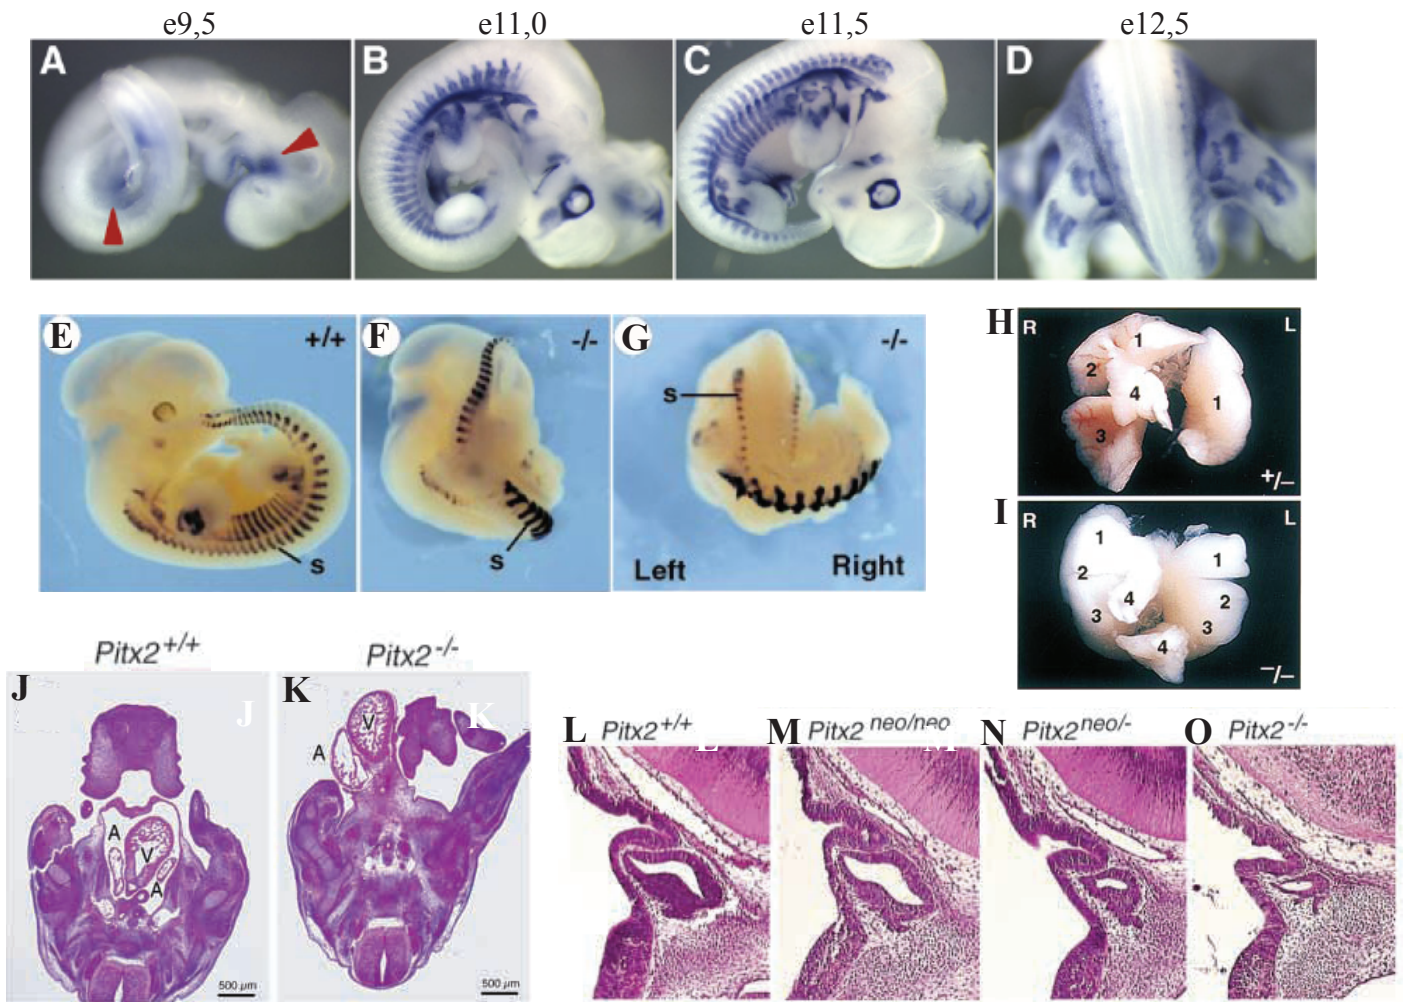 e9,5 e11,0 e11,5 e12,5
A B C D
E +/+ F -/- G -/-
s s s
Left Right
H R L
1 2 3 4 1
+/–
I R L
1 2 3 4 1 2 3 4
–/–
Pitx2+/+ Pitx2-/-
J J K K
A V A A V
500 µm 500 µm
L Pitx2+/+ M Pitx2neo/neo N Pitx2neo/- O Pitx2-/-
L M